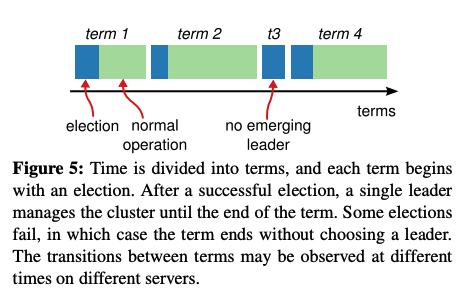 term 1 term 2 t3 term 4
terms
election normal operation no emerging leader
Figure 5: Time is divided into terms, and each term begins
with an election. After a successful election, a single leader
manages the cluster until the end of the term. Some elections
fail, in which case the term ends without choosing a leader.
The transitions between terms may be observed at different
times on different servers.